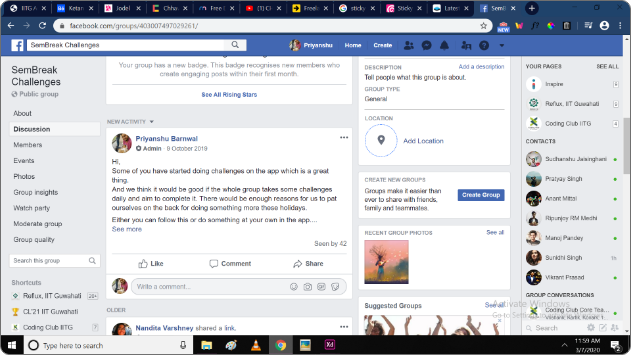 IITG A
Ketan
Jodel
Chha
Free I
(1) Cl
Freelo
sticky
Sticky
Later
SemB
facebook.com/groups/403007497029261/
SemBreak Challenges
Priyanshu Home Create
SemBreak
Challenges
Public group
About
Discussion
Members
Events
Photos
Group insights
Watch party
Moderate group
Group quality
Search this group
Shortcuts
Reflux, IIT Guwahati 20+
CL'21 IIT Guwahati
Coding Club IITG 7
Your group has a new badge. This badge recognises new members who
create engaging posts within their first month.
See All Rising Stars
NEW ACTIVITY
Priyanshu Barnwal
Admin · 9 October 2019
Hi,
Some of you have started doing challenges on the app which is a great
thing.
And we think it would be good if the whole group takes some challenges
daily and aim to complete it. There would be enough reasons for us to pat
ourselves on the back for doing something more these holidays.
Either you can follow this or do something at your own in the app....
See more
Seen by 42
Like Comment Share
Write a comment...
OLDER
Nandita Varshney shared a link.
DESCRIPTION Add a description
Tell people what this group is about.
GROUP TYPE
General
LOCATION
Add Location
CREATE NEW GROUPS
Groups make it easier than
ever to share with friends,
family and teammates.
Create Group
RECENT GROUP PHOTOS See all
Suggested Groups See all
YOUR PAGES SEE ALL
Inspire
Reflux, IIT Guwahati
Coding Club IITG
CONTACTS
Sudhanshu Jaisinghani
Pratyay Singh
Anant Mittal
Ripunjoy RM Medhi
Manoj Pandey
Surishi Singh 1h
Vikrant Prasad
GROUP CONVERSATIONS
Coding Club Core Tha...
Search
Activate Windows
Go to Settings
Type here to search
11:59 AM
3/7/2020